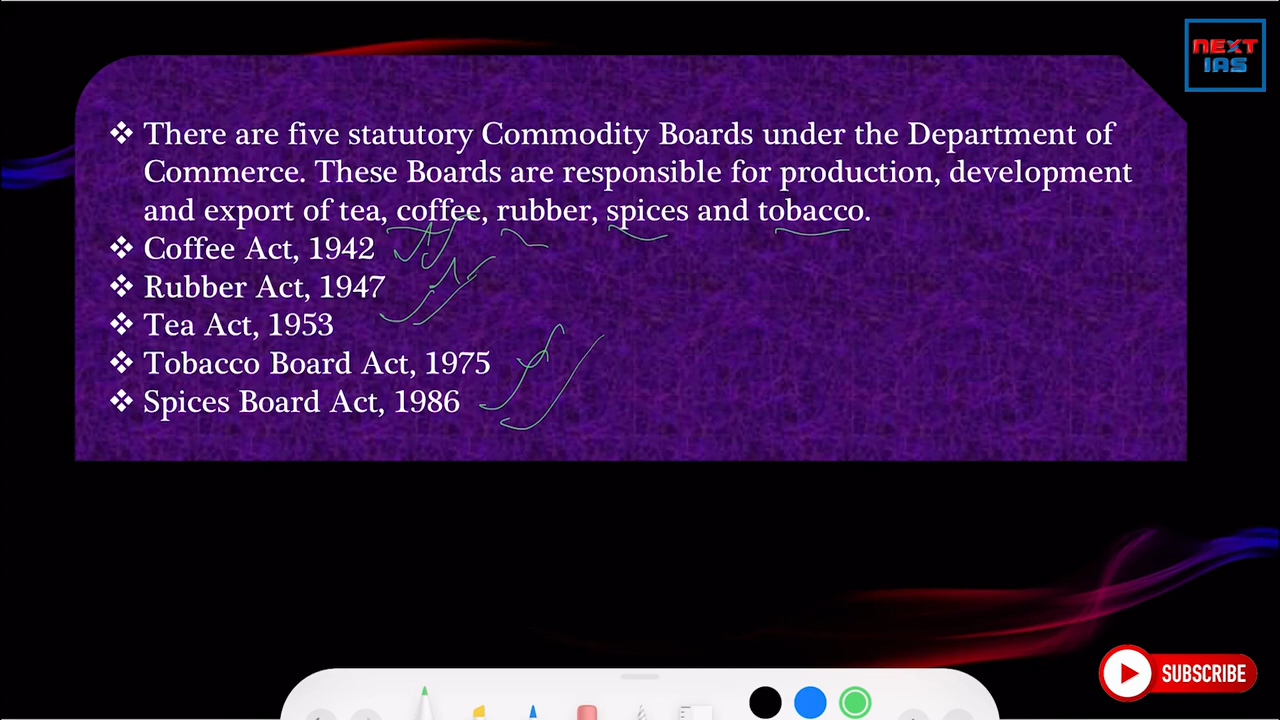 NEXT
IAS
❖ There are five statutory Commodity Boards under the Department of
Commerce. These Boards are responsible for production, development
and export of tea, coffee, rubber, spices and tobacco.
❖ Coffee Act, 1942
❖ Rubber Act, 1947
❖ Tea Act, 1953
❖ Tobacco Board Act, 1975
❖ Spices Board Act, 1986
SUBSCRIBE